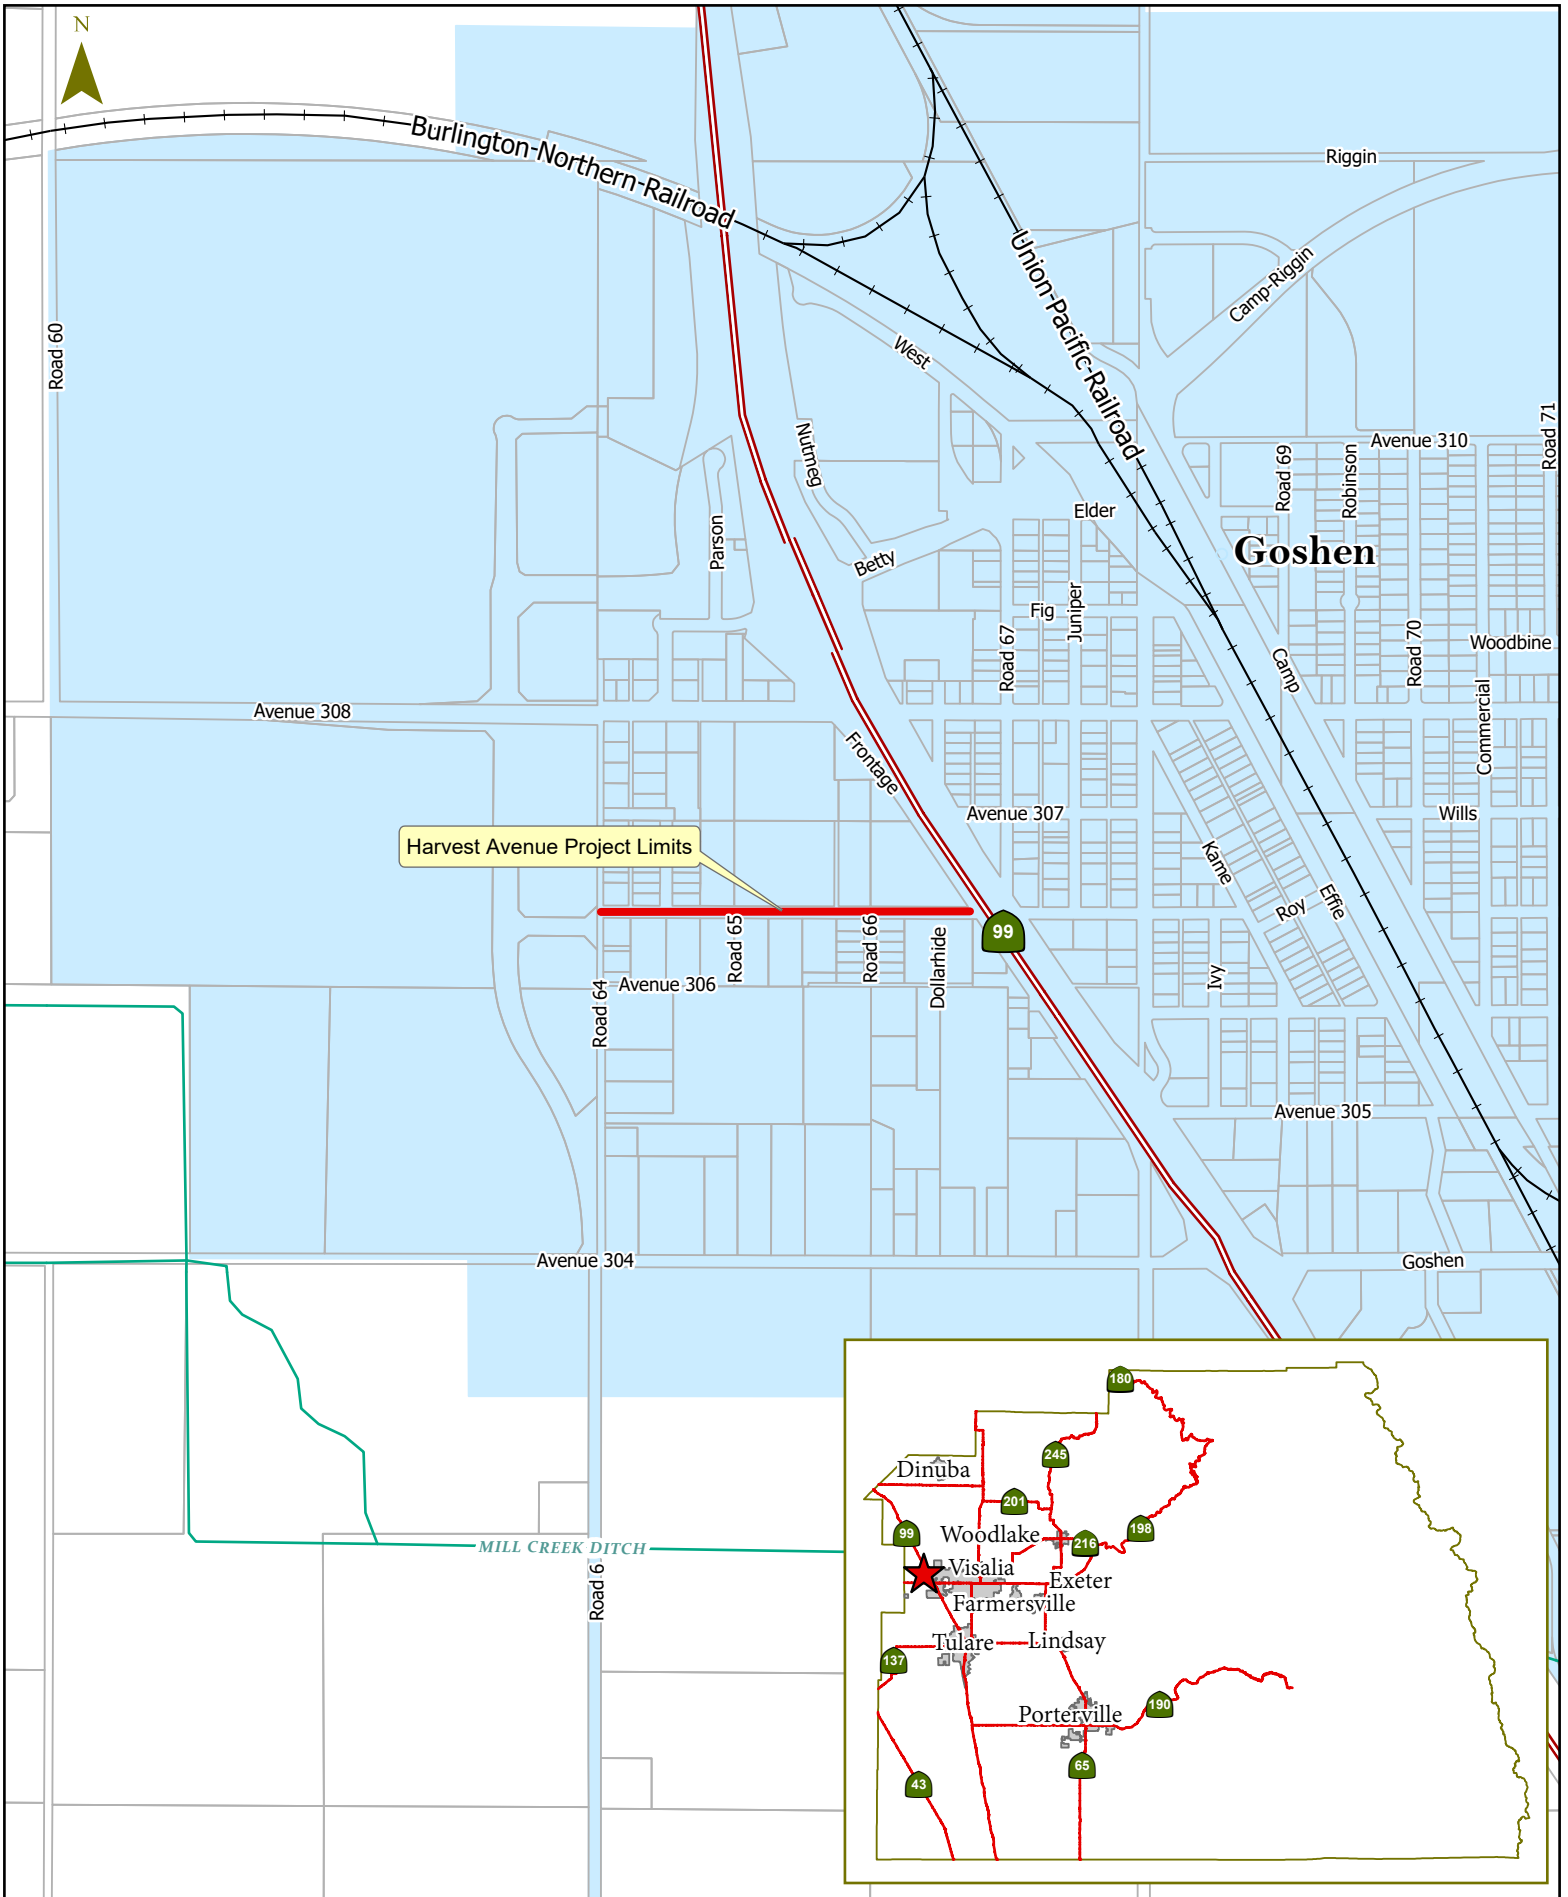 N
Burlington-Northern-Railroad
Riggin
Union-Pacific-Railroad
Camp-Riggin
Road 60
West
Nutmeg
Avenue 310
Road 71
Road 69
Robinson
Elder
Parson
Goshen
Betty
Fig
Juniper
Road 67
Road 70
Woodbine
Camp
Avenue 308
Commercial
Frontage
Avenue 307
Wills
Harvest Avenue Project Limits
Kame
Effie
Roy
99
Road 65
Road 66
Dollarhide
Ivy
Avenue 306
Road 64
Avenue 305
Avenue 304
Goshen
MILL CREEK DITCH
Road 6
180
245
Dinuba
201
99
Woodlake
198
216
Visalia
Exeter
Farmersville
Tulare
Lindsay
137
190
Porterville
65
43